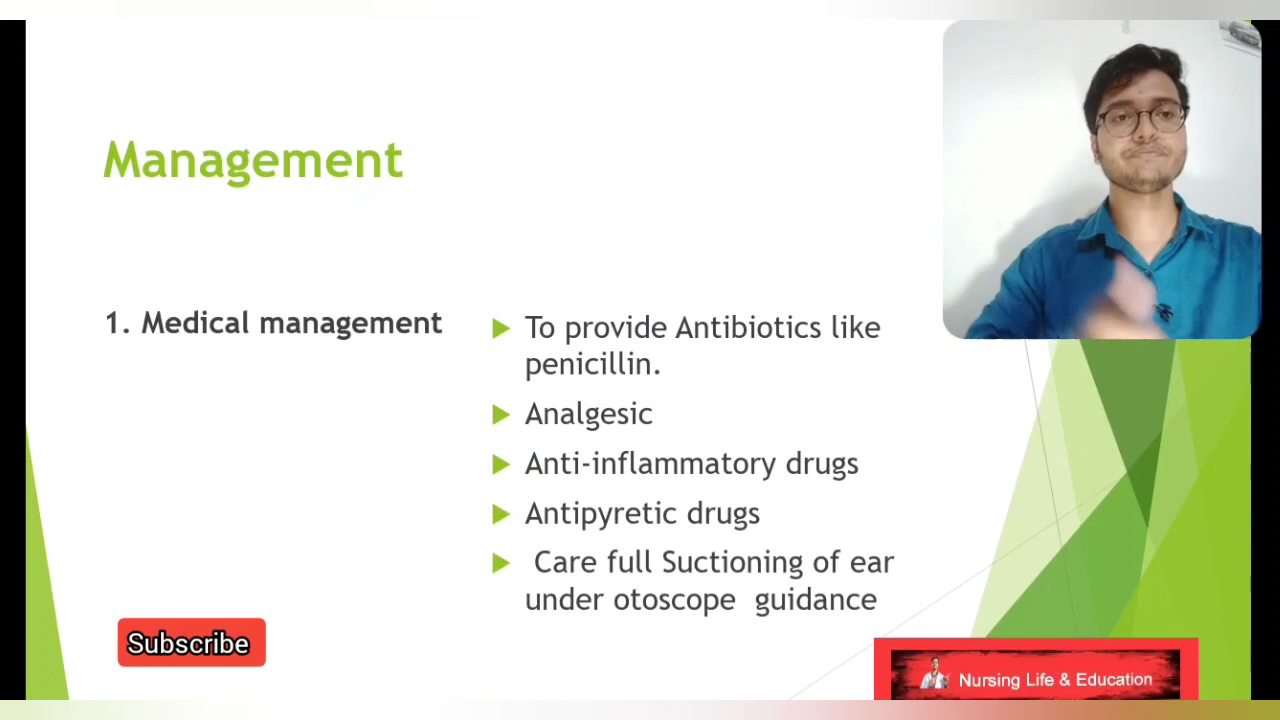 Management
1. Medical management
To provide Antibiotics like
penicillin.
Analgesic
Anti-inflammatory drugs
Antipyretic drugs
Care full Suctioning of ear
under otoscope guidance
Subscribe
Nursing Life & Education